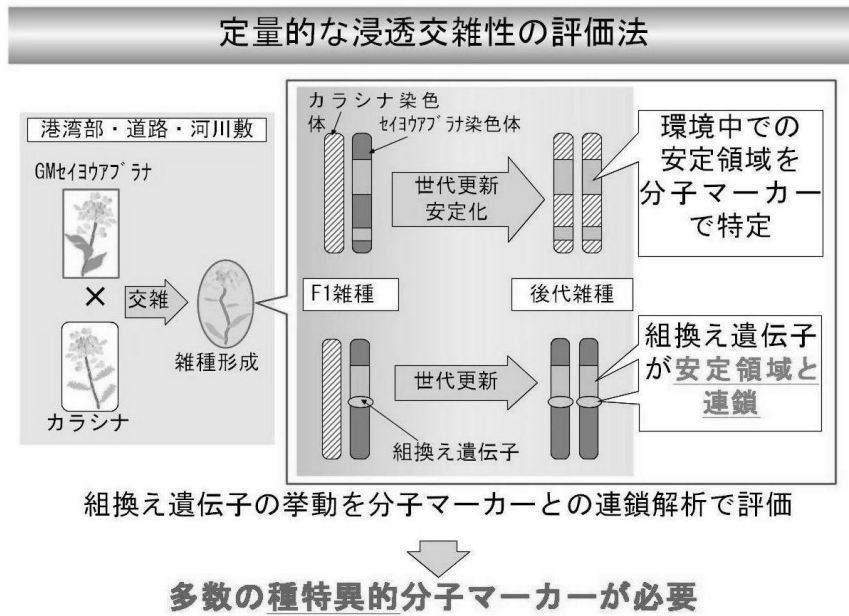 定量的な浸透交雑性の評価法
港湾部・道路・河川敷
GMｾｲﾖｳｱﾌﾞﾗﾅ
×
交雑
雑種形成
カラシナ
カラシナ染色
体
ｾｲﾖｳｱﾌﾞﾗﾅ染色体
世代更新
安定化
環境中での
安定領域を
分子マーカー
で特定
F1雑種
後代雑種
世代更新
組換え遺伝子
組換え遺伝子
が安定領域と
連鎖
組換え遺伝子の挙動を分子マーカーとの連鎖解析で評価
多数の種特異的分子マーカーが必要